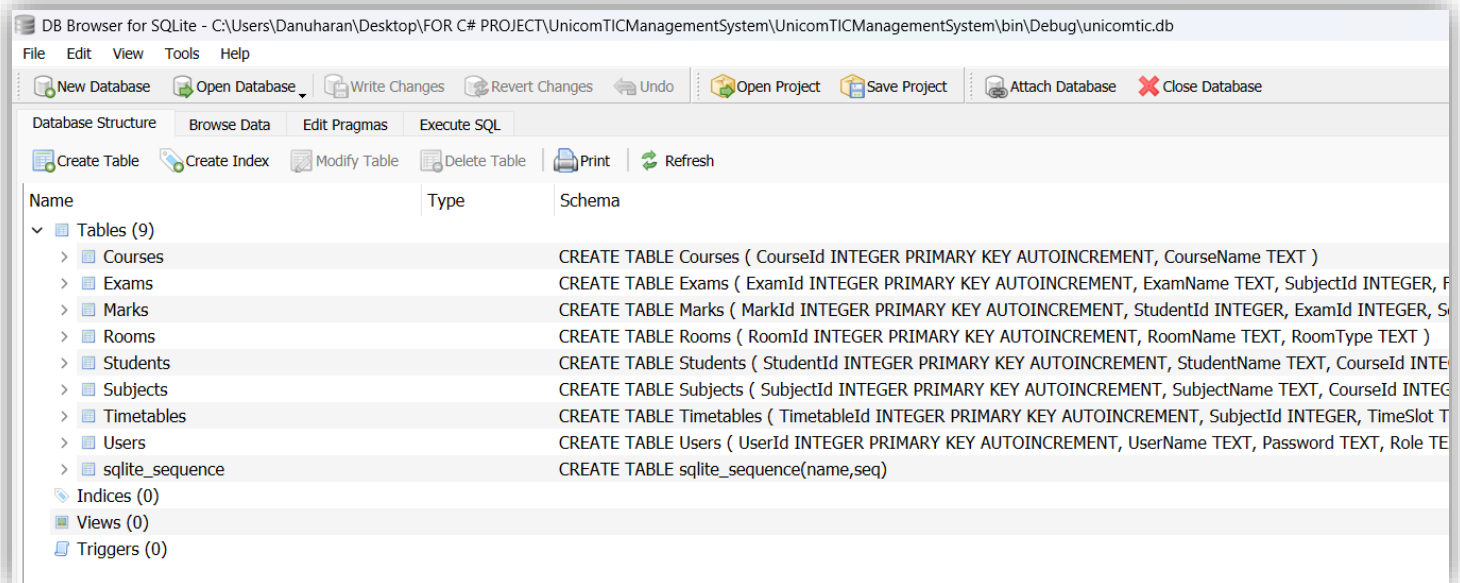 DB Browser for SQLite - C:\Users\Danuharan\Desktop\FOR C# PROJECT\UnicomTICManagementSystem\UnicomTICManagementSystem\bin\Debug\unicomtic.db
File Edit View Tools Help
New Database Open Database Write Changes Revert Changes Undo Open Project Save Project Attach Database Close Database
Database Structure Browse Data Edit Pragmas Execute SQL
Create Table Create Index Modify Table Delete Table Print Refresh
Name Type Schema
Tables (9)
Courses CREATE TABLE Courses ( CourseId INTEGER PRIMARY KEY AUTOINCREMENT, CourseName TEXT )
Exams CREATE TABLE Exams ( ExamId INTEGER PRIMARY KEY AUTOINCREMENT, ExamName TEXT, SubjectId INTEGER,
Marks CREATE TABLE Marks ( MarkId INTEGER PRIMARY KEY AUTOINCREMENT, StudentId INTEGER, ExamId INTEGER,
Rooms CREATE TABLE Rooms ( RoomId INTEGER PRIMARY KEY AUTOINCREMENT, RoomName TEXT, RoomType TEXT )
Students CREATE TABLE Students ( StudentId INTEGER PRIMARY KEY AUTOINCREMENT, StudentName TEXT, CourseId INTE
Subjects CREATE TABLE Subjects ( SubjectId INTEGER PRIMARY KEY AUTOINCREMENT, SubjectName TEXT, CourseId INTEG
Timetables CREATE TABLE Timetables ( TimetableId INTEGER PRIMARY KEY AUTOINCREMENT, SubjectId INTEGER, TimeSlot T
Users CREATE TABLE Users ( UserId INTEGER PRIMARY KEY AUTOINCREMENT, UserName TEXT, Password TEXT, Role TE
sqlite_sequence CREATE TABLE sqlite_sequence(name,seq)
Indices (0)
Views (0)
Triggers (0)